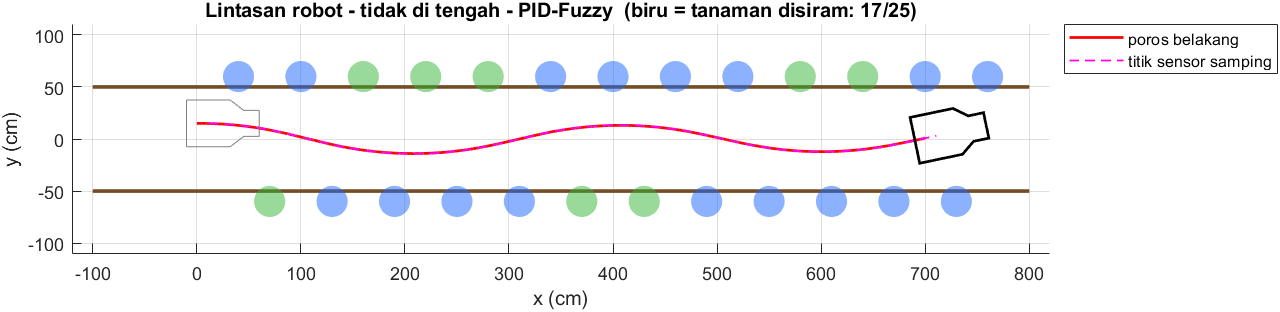 Lintasan robot - tidak di tengah - PID-Fuzzy (biru = tanaman disiram: 17/25)
poros belakang
titik sensor samping
100
50
0
-50
-100
y (cm)
-100 0 100 200 300 400 500 600 700 800
x (cm)